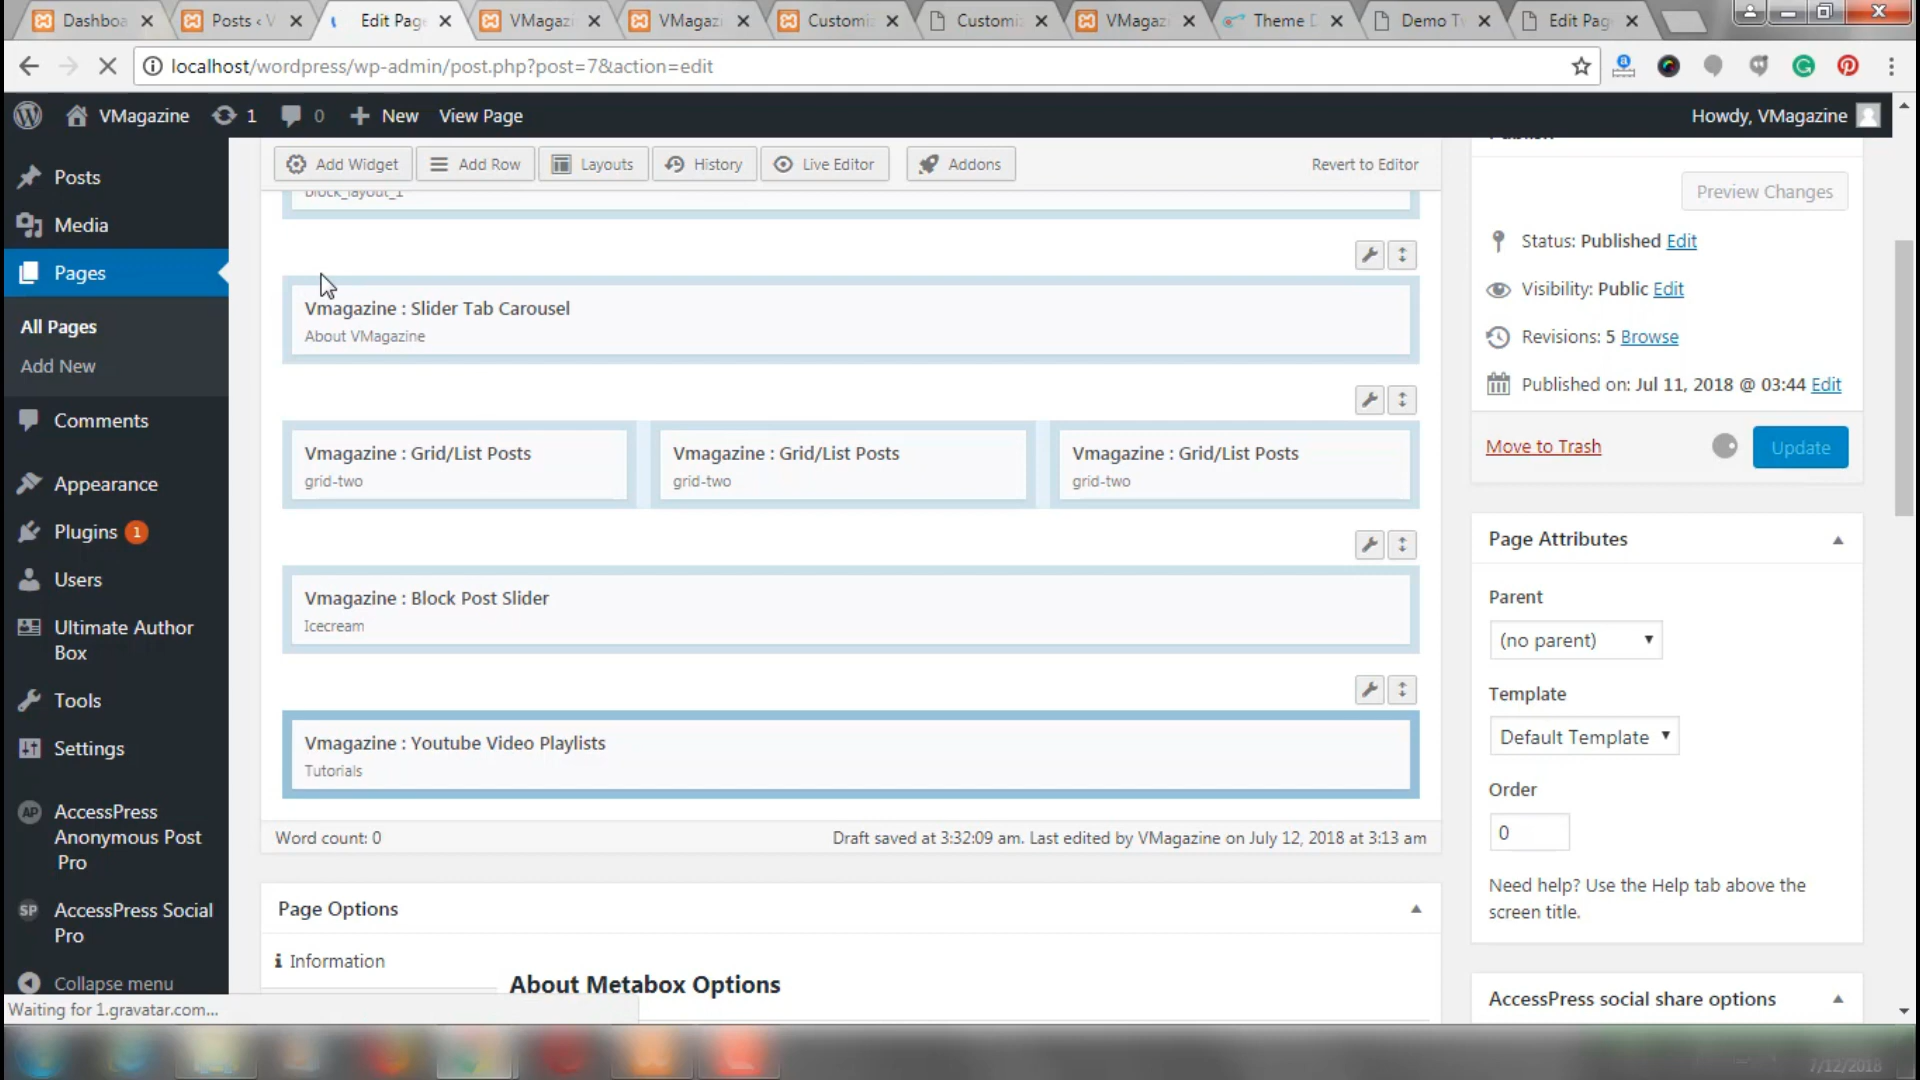 Dashboa
Posts ‹ V
Edit Pag
VMagazi
VMagazi
Customi
Customi
VMagazi
Theme D
Demo Tv
Edit Pag
localhost/wordpress/wp-admin/post.php?post=7&action=edit
VMagazine 1 0 New View Page
Howdy, VMagazine
Posts
Media
Pages
All Pages
Add New
Comments
Appearance
Plugins 1
Users
Ultimate Author
Box
Tools
Settings
AP AccessPress
Anonymous Post
Pro
SP AccessPress Social
Pro
Collapse menu
Waiting for 1.gravatar.com...
Add Widget Add Row Layouts History Live Editor Addons Revert to Editor
block_layout_1
Vmagazine : Slider Tab Carousel
About VMagazine
Vmagazine : Grid/List Posts
grid-two
Vmagazine : Grid/List Posts
grid-two
Vmagazine : Grid/List Posts
grid-two
Vmagazine : Block Post Slider
Icecream
Vmagazine : Youtube Video Playlists
Tutorials
Word count: 0
Draft saved at 3:32:09 am. Last edited by VMagazine on July 12, 2018 at 3:13 am
Page Options
Information
About Metabox Options
Publish
Preview Changes
Status: Published Edit
Visibility: Public Edit
Revisions: 5 Browse
Published on: Jul 11, 2018 @ 03:44 Edit
Move to Trash
Update
Page Attributes
Parent
(no parent)
Template
Default Template
Order
0
Need help? Use the Help tab above the
screen title.
AccessPress social share options
7/12/2018